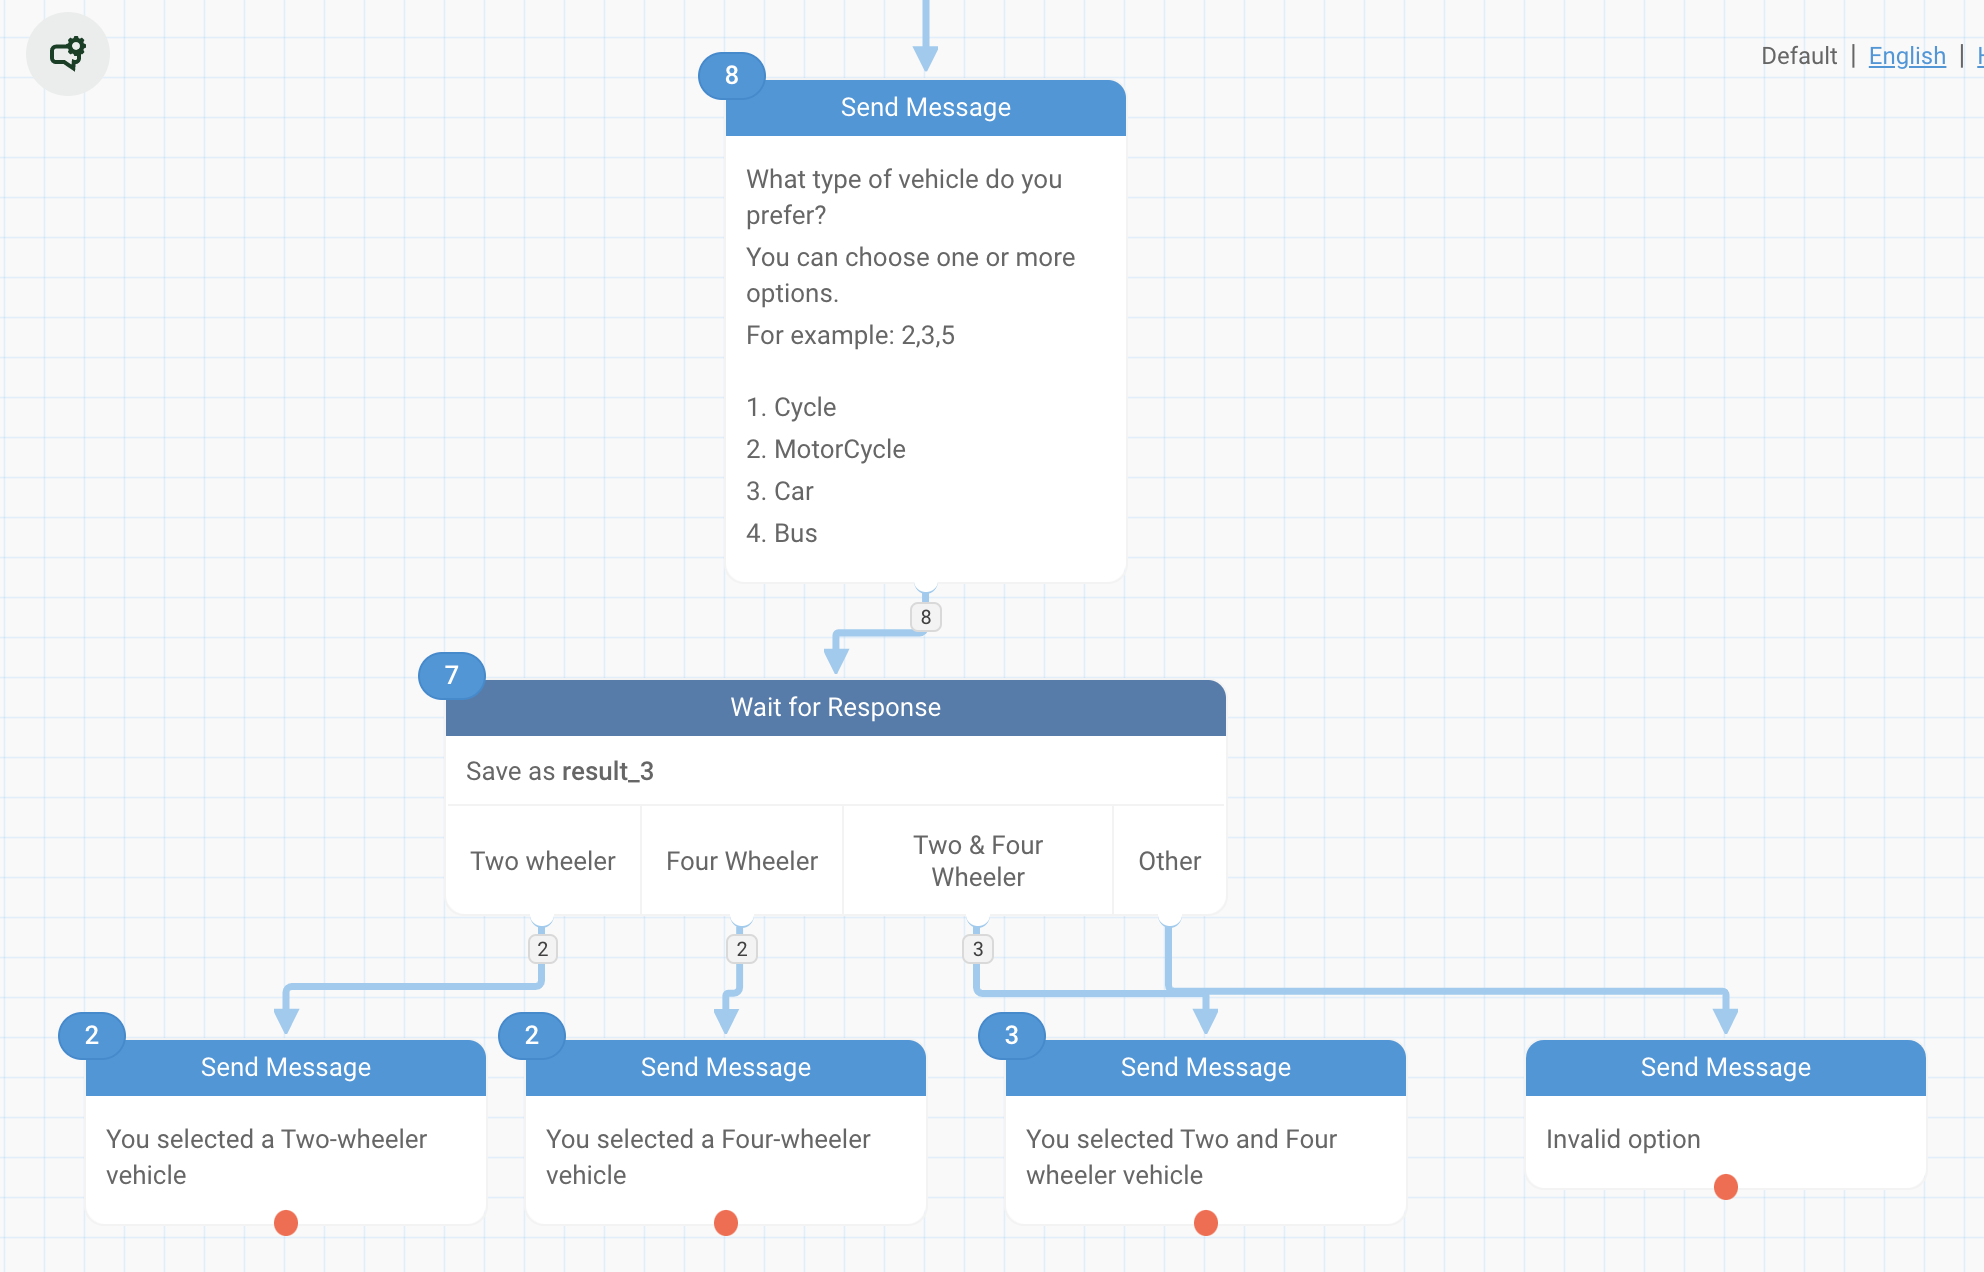 Default | English |
8
Send Message
What type of vehicle do you
prefer?
You can choose one or more
options.
For example: 2,3,5
1. Cycle
2. MotorCycle
3. Car
4. Bus
8
7
Wait for Response
Save as result_3
Two wheeler
Four Wheeler
Two & Four
Wheeler
Other
2
2
3
2
Send Message
You selected a Two-wheeler
vehicle
2
Send Message
You selected a Four-wheeler
vehicle
3
Send Message
You selected Two and Four
wheeler vehicle
Send Message
Invalid option